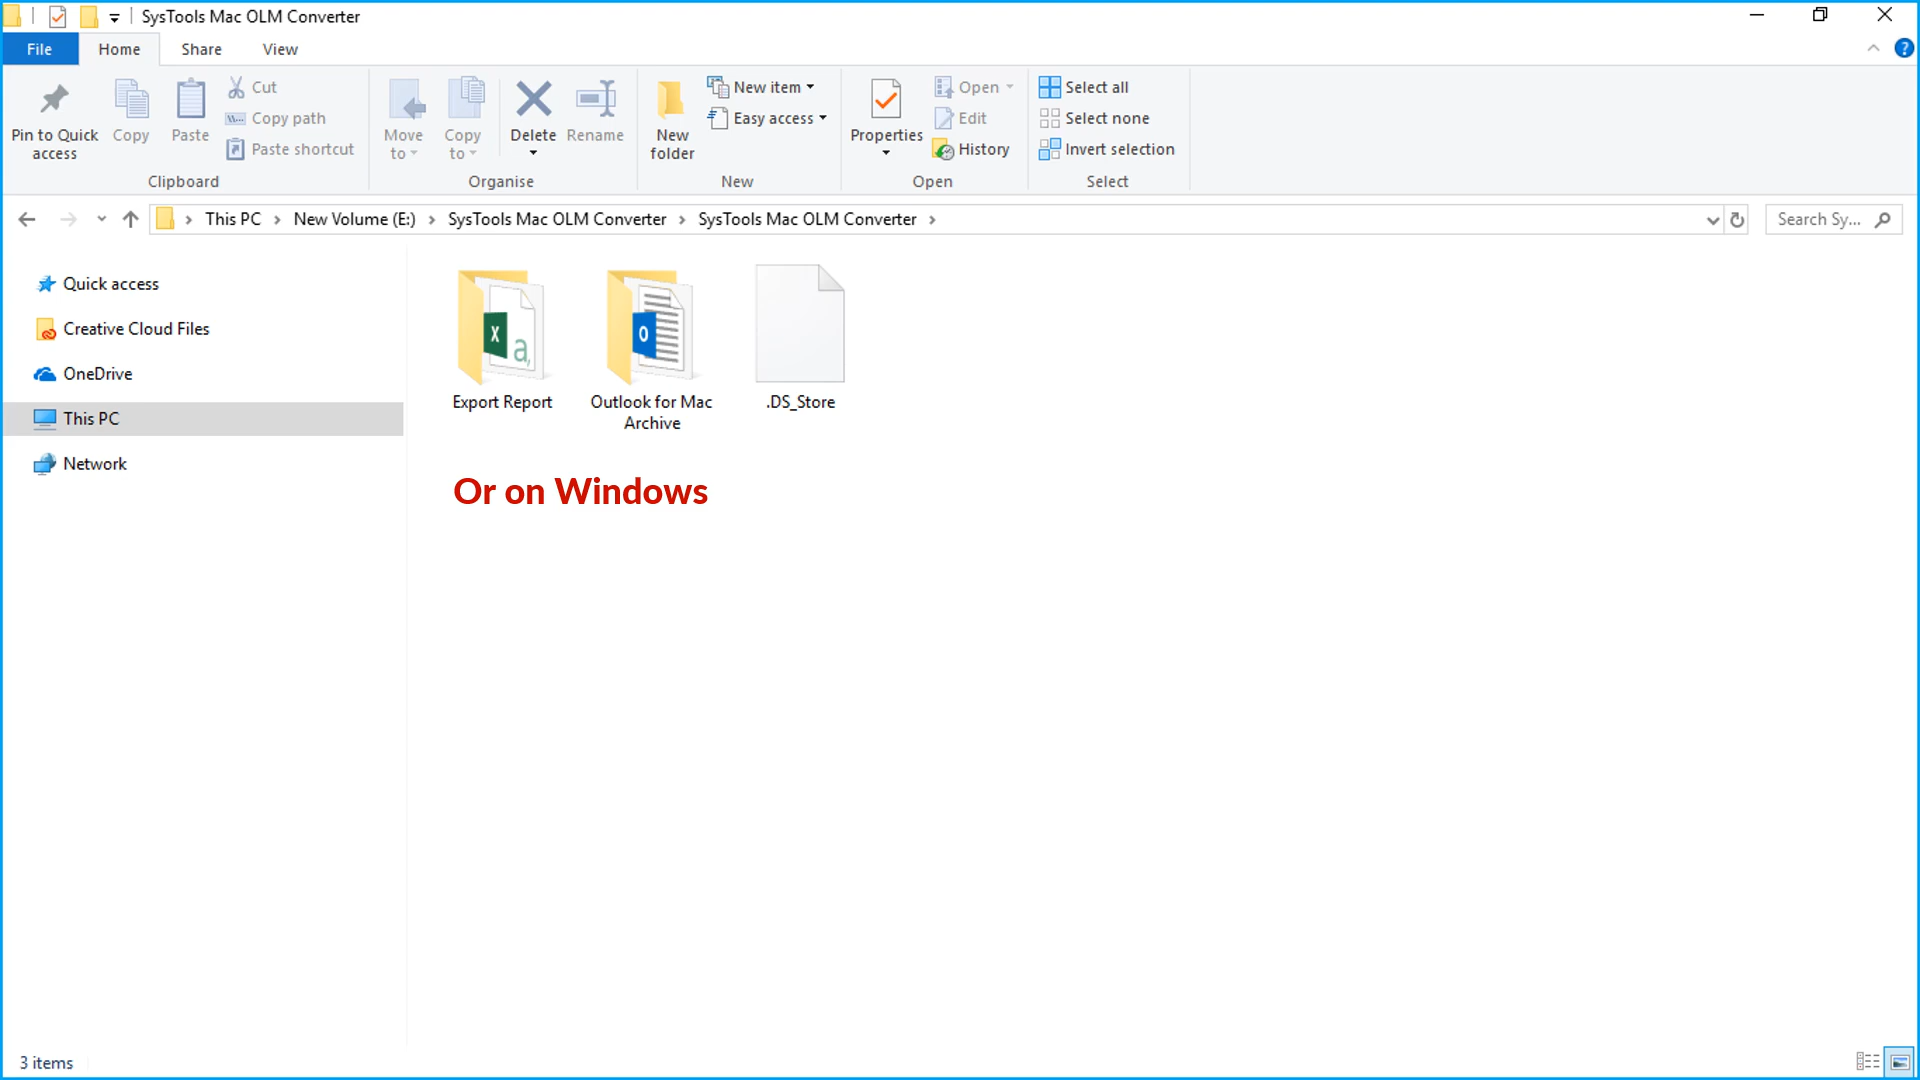 SysTools Mac OLM Converter
File Home Share View
Pin to Quick access
Copy
Paste
Cut
Copy path
Paste shortcut
Clipboard
Move to
Copy to
Delete
Rename
Organise
New folder
New item
Easy access
New
Properties
Open
Edit
History
Open
Select all
Select none
Invert selection
Select
This PC > New Volume (E:) > SysTools Mac OLM Converter > SysTools Mac OLM Converter >
Search Sy...
Quick access
Creative Cloud Files
OneDrive
This PC
Network
Export Report
Outlook for Mac
Archive
.DS_Store
Or on Windows
3 items